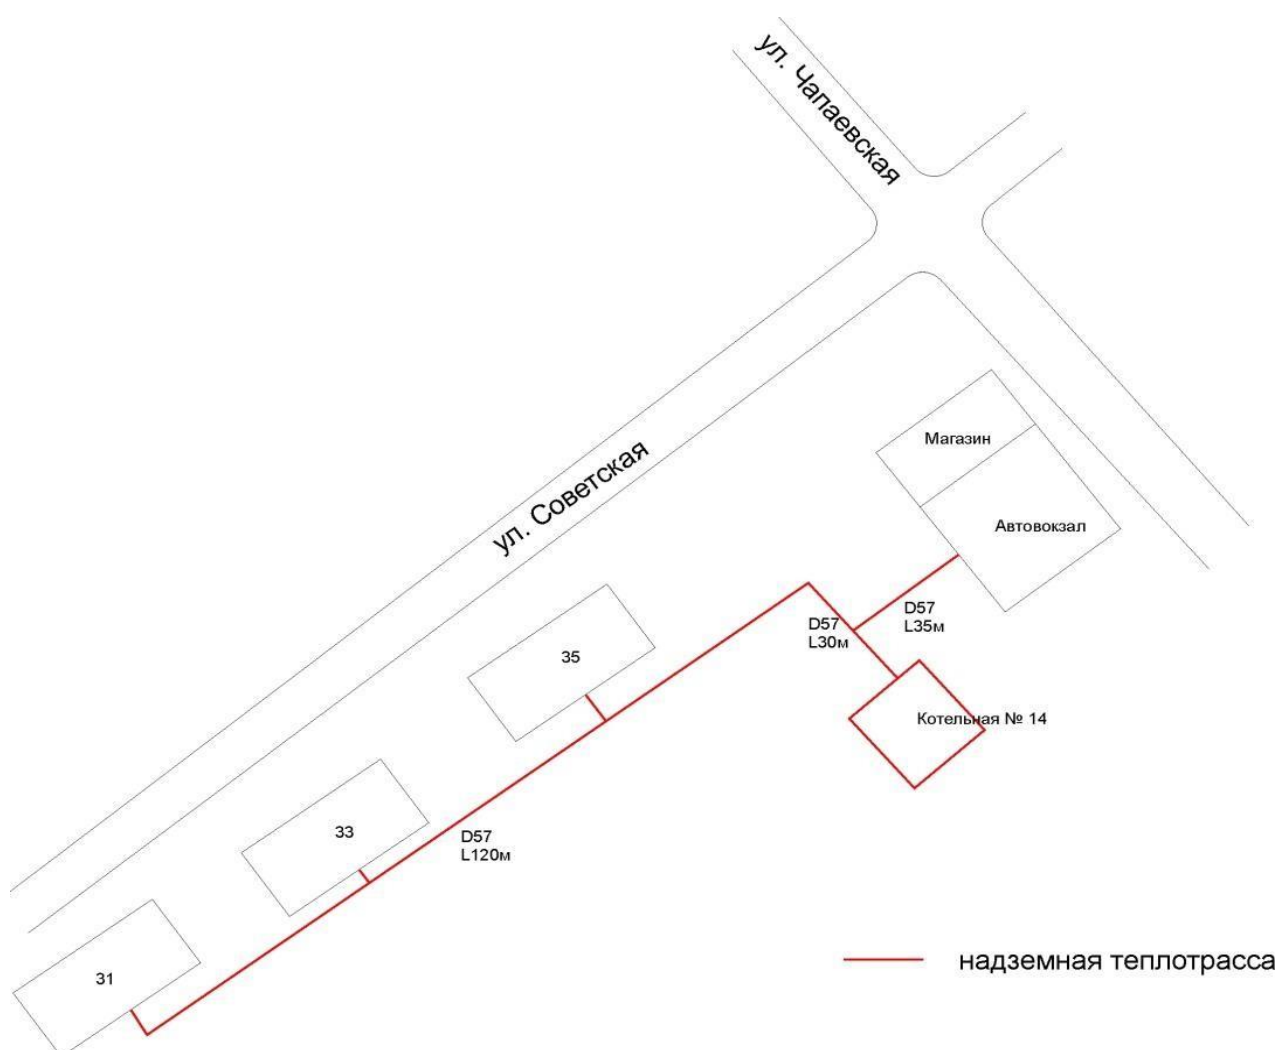 ул. Чапаевская
Магазин
ул. Советская
Автовокзал
D57
L35м
D57
L30м
35
Котельная № 14
33
D57
L120м
31
надземная теплотрасса